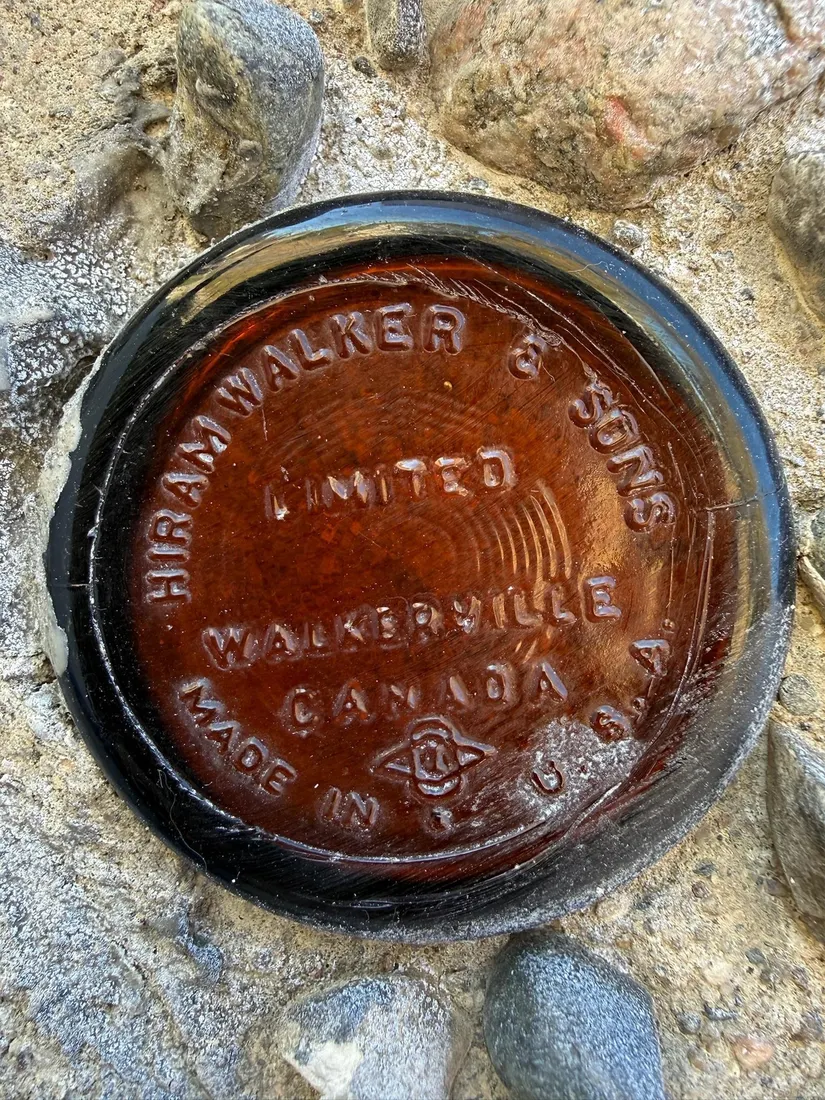 HIRAM WALKER & SONS
LIMITED
WALKERVILLE
CANADA
MADE IN U.S.A.